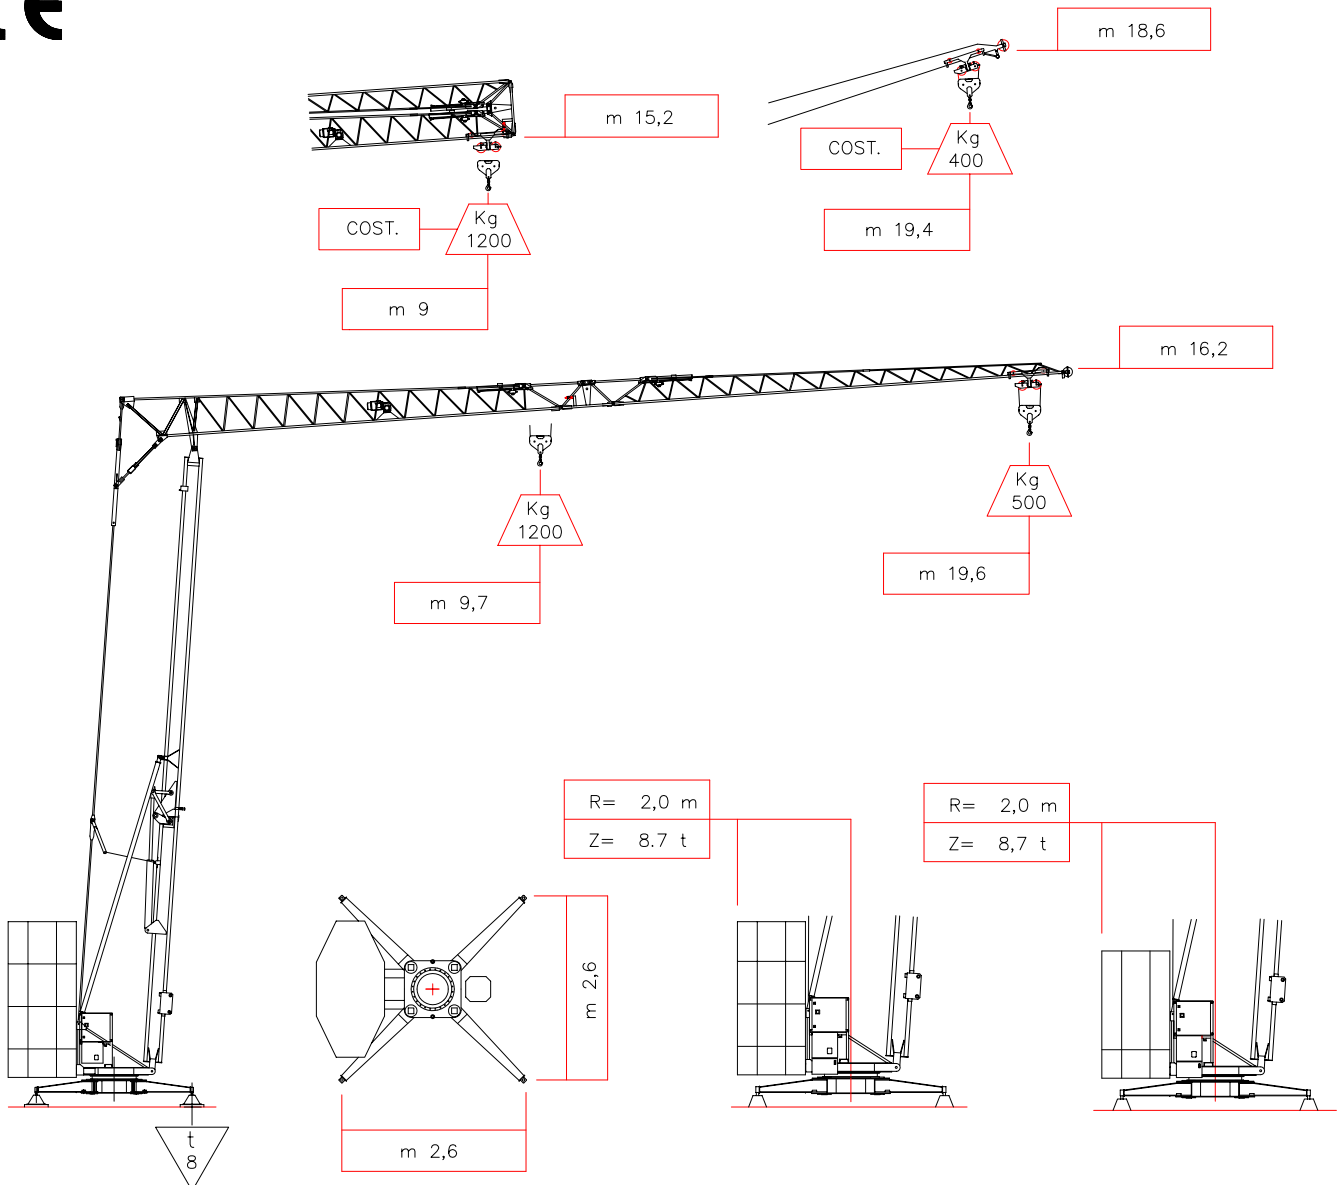 m 18,6
m 15,2
COST.
Kg
400
COST.
Kg
1200
m 19,4
m 9
m 16,2
Kg
1200
Kg
500
m 9,7
m 19,6
R= 2,0 m
Z= 8.7 t
R= 2,0 m
Z= 8,7 t
m 2,6
m 2,6
t
8